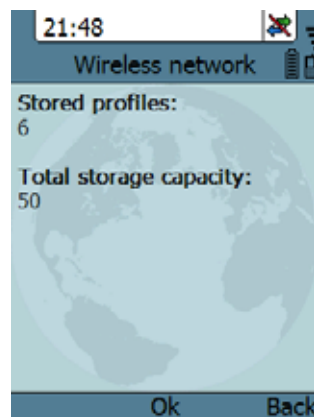 21:48
Wireless network
Stored profiles:
6
Total storage capacity:
50
Ok
Back